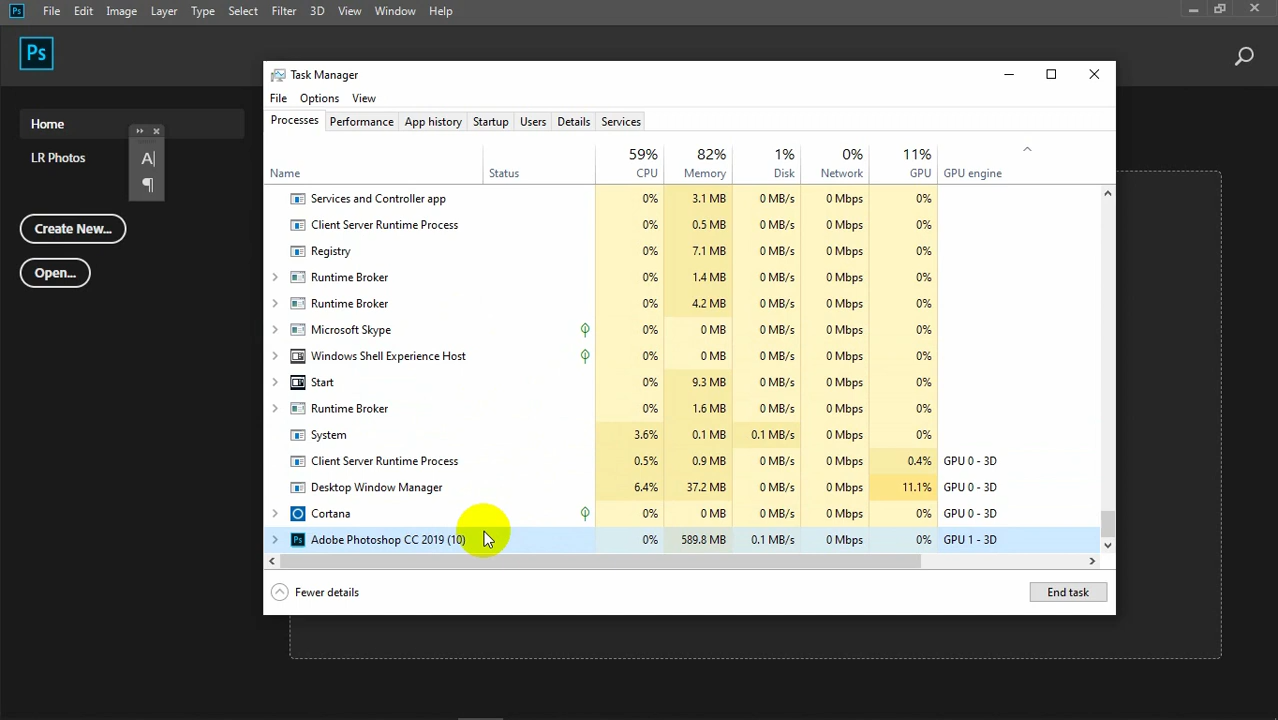 Ps File Edit Image Layer Type Select Filter 3D View Window Help
Ps
Home
LR Photos
A
¶
Create New...
Open...
Task Manager
File Options View
Processes Performance App history Startup Users Details Services
59% 82% 1% 0% 11%
Name Status CPU Memory Disk Network GPU GPU engine
Services and Controller app 0% 3.1 MB 0 MB/s 0 Mbps 0%
Client Server Runtime Process 0% 0.5 MB 0 MB/s 0 Mbps 0%
Registry 0% 7.1 MB 0 MB/s 0 Mbps 0%
Runtime Broker 0% 1.4 MB 0 MB/s 0 Mbps 0%
Runtime Broker 0% 4.2 MB 0 MB/s 0 Mbps 0%
Microsoft Skype 0% 0 MB 0 MB/s 0 Mbps 0%
Windows Shell Experience Host 0% 0 MB 0 MB/s 0 Mbps 0%
Start 0% 9.3 MB 0 MB/s 0 Mbps 0%
Runtime Broker 0% 1.6 MB 0 MB/s 0 Mbps 0%
System 3.6% 0.1 MB 0.1 MB/s 0 Mbps 0%
Client Server Runtime Process 0.5% 0.9 MB 0 MB/s 0 Mbps 0.4% GPU 0 - 3D
Desktop Window Manager 6.4% 37.2 MB 0 MB/s 0 Mbps 11.1% GPU 0 - 3D
Cortana 0% 0 MB 0 MB/s 0 Mbps 0% GPU 0 - 3D
Ps Adobe Photoshop CC 2019 (10) 0% 589.8 MB 0.1 MB/s 0 Mbps 0% GPU 1 - 3D
Fewer details
End task